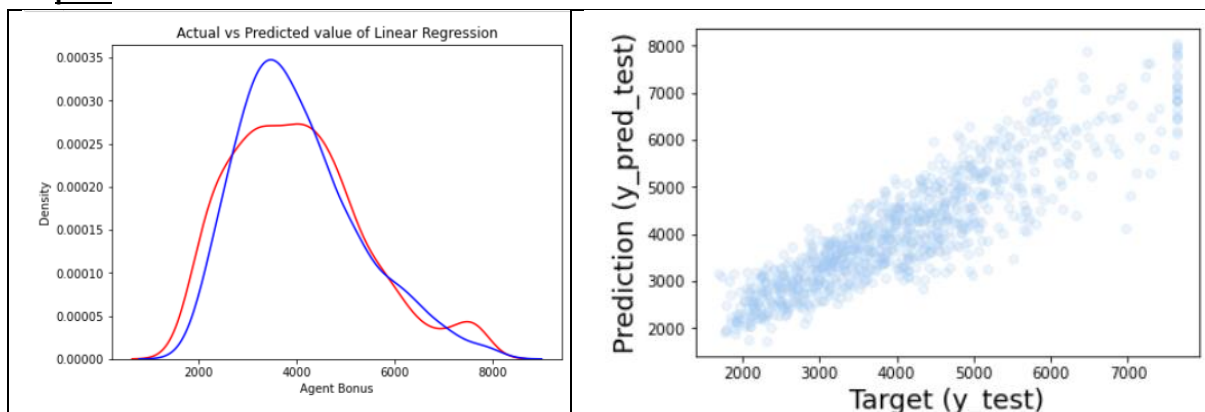 Actual vs Predicted value of Linear Regression
0.00035
0.00030
0.00025
0.00020
0.00015
0.00010
0.00005
0.00000
Density
2000 4000 6000 8000
Agent Bonus
8000
7000
6000
5000
4000
3000
2000
Prediction (y_pred_test)
2000 3000 4000 5000 6000 7000
Target (y_test)